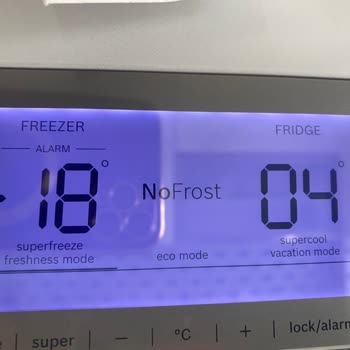 FREEZER FRIDGE
ALARM
-18° NoFrost 04°
superfreeze supercool
freshness mode eco mode vacation mode
super | − | °C | + | lock/alarm